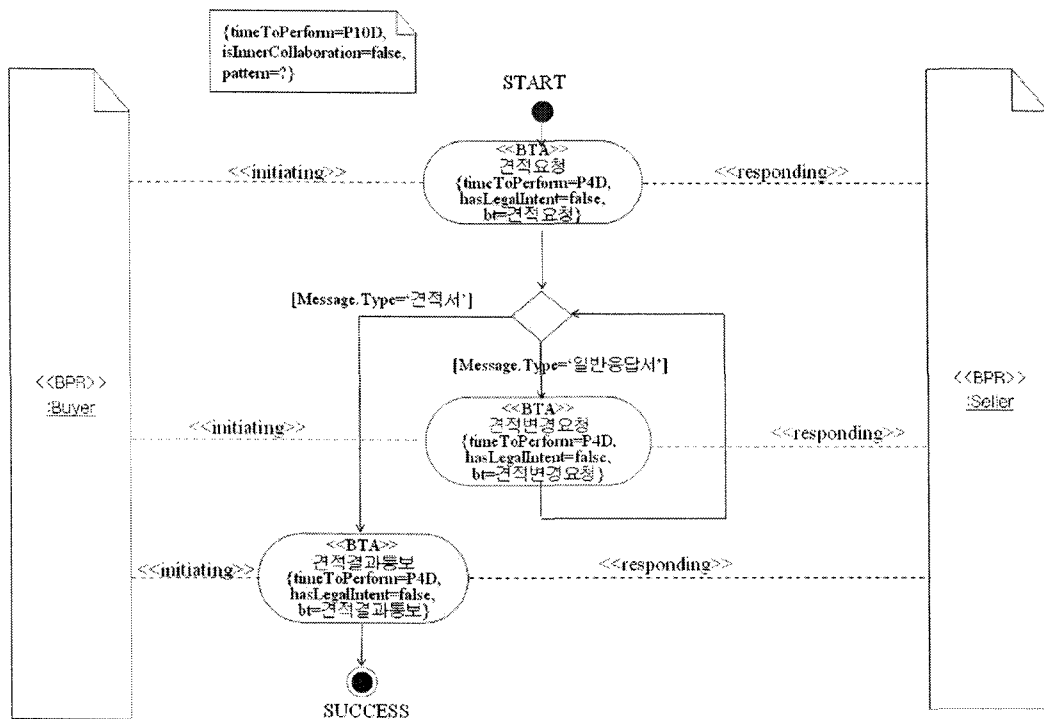 {timeToPerform=P10D,
isInnerCollaboration=false,
pattern=?}
START
<<BTA>>
견적요청
{timeToPerform=P4D,
hasLegalIntent=false,
bt=견적요청}
<<initiating>>
<<responding>>
[Message.Type='견적서']
[Message.Type='일반응답서']
<<BPR>>
:Buyer
<<BPR>>
:Seller
<<BTA>>
견적변경요청
{timeToPerform=P4D,
hasLegalIntent=false,
bt=견적변경요청}
<<initiating>>
<<responding>>
<<BTA>>
견적결과통보
{timeToPerform=P4D,
hasLegalIntent=false,
bt=견적결과통보}
<<initiating>>
<<responding>>
SUCCESS